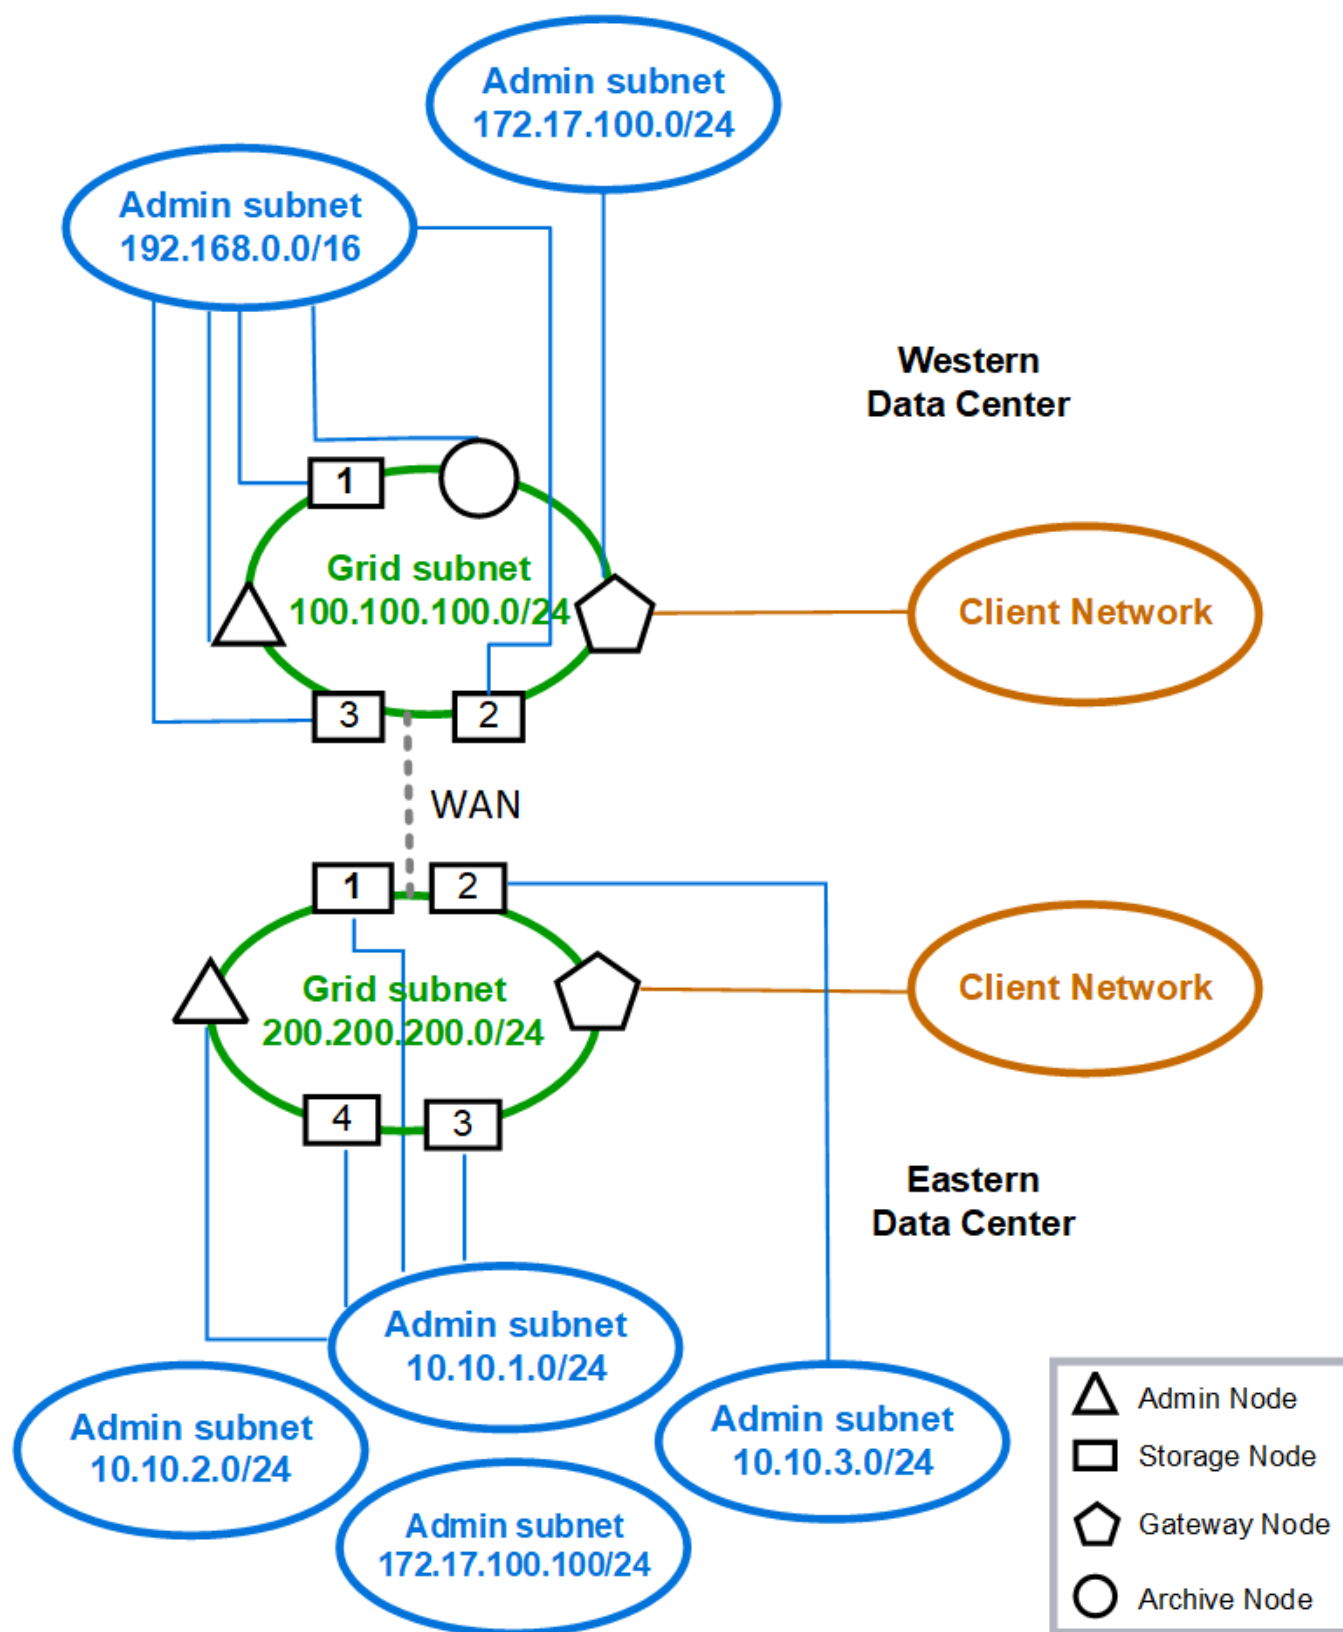 Admin subnet
172.17.100.0/24
Admin subnet
192.168.0.0/16
Western
Data Center
1
Grid subnet
100.100.100.0/24
Client Network
3
2
WAN
1
2
Grid subnet
200.200.200.0/24
Client Network
4
3
Eastern
Data Center
Admin subnet
10.10.1.0/24
Admin subnet
10.10.2.0/24
Admin subnet
10.10.3.0/24
Admin subnet
172.17.100.100/24
Admin Node
Storage Node
Gateway Node
Archive Node